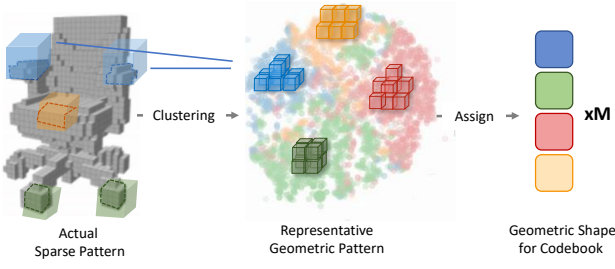 Clustering
Assign
xM
Actual
Sparse Pattern
Representative
Geometric Pattern
Geometric Shape
for Codebook